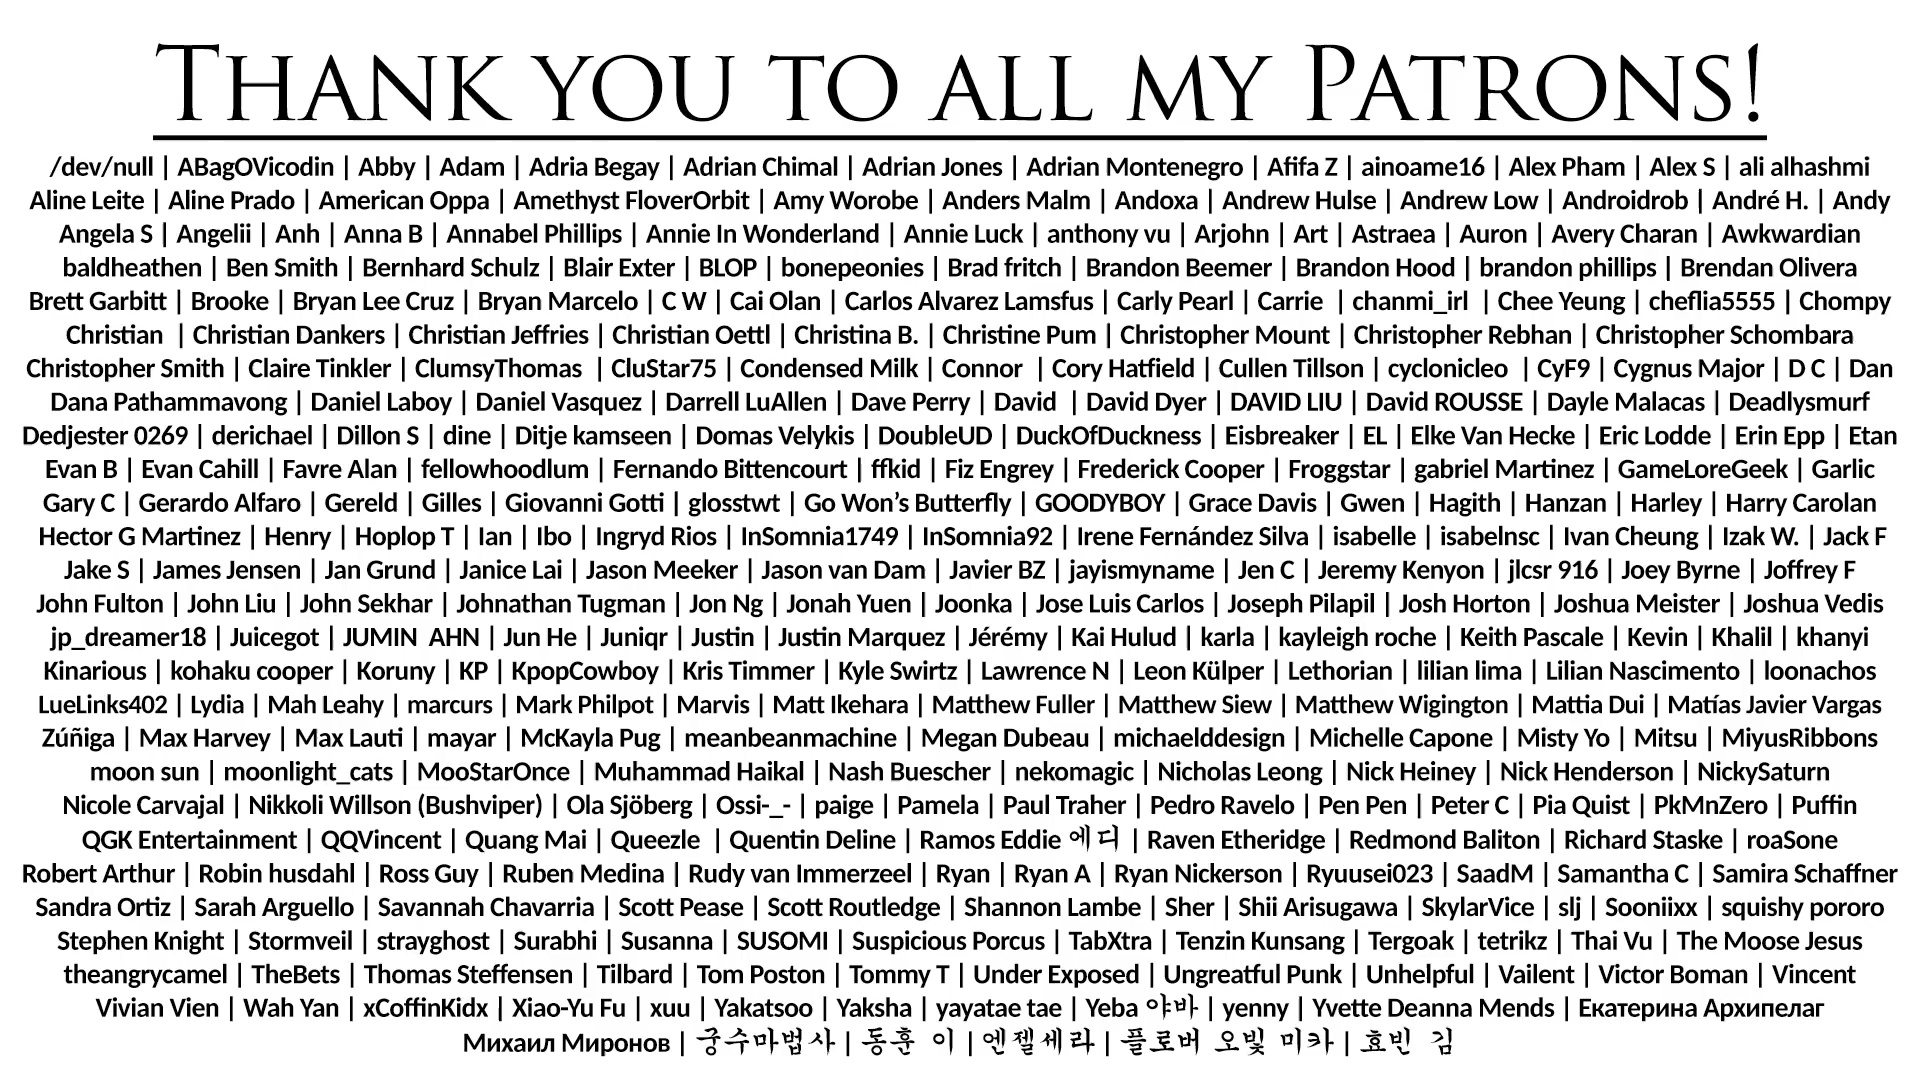 THANK YOU TO ALL MY PATRONS!
/dev/null | ABagOVicodin | Abby | Adam | Adria Begay | Adrian Chimal | Adrian Jones | Adrian Montenegro | Afifa Z | ainoame16 | Alex Pham | Alex S | ali alhashmi
Aline Leite | Aline Prado | American Oppa | Amethyst FloverOrbit | Amy Worobe | Anders Malm | Andoxa | Andrew Hulse | Andrew Low | Androidrob | André H. | Andy
Angela S | Angelii | Anh | Anna B | Annabel Phillips | Annie In Wonderland | Annie Luck | anthony vu | Arjohn | Art | Astraea | Auron | Avery Charan | Awkwardian
baldheathen | Ben Smith | Bernhard Schulz | Blair Exter | BLOP | bonepeonies | Brad fritch | Brandon Beemer | Brandon Hood | brandon phillips | Brendan Olivera
Brett Garbitt | Brooke | Bryan Lee Cruz | Bryan Marcelo | C W | Cai Olan | Carlos Alvarez Lamsfus | Carly Pearl | Carrie | chanmi_irl | Chee Yeung | cheflia5555 | Chompy
Christian | Christian Dankers | Christian Jeffries | Christian Oettl | Christina B. | Christine Pum | Christopher Mount | Christopher Rebhan | Christopher Schombara
Christopher Smith | Claire Tinkler | ClumsyThomas | CluStar75 | Condensed Milk | Connor | Cory Hatfield | Cullen Tillson | cyclonicleo | CyF9 | Cygnus Major | D C | Dan
Dana Pathammavong | Daniel Laboy | Daniel Vasquez | Darrell LuAllen | Dave Perry | David | David Dyer | DAVID LIU | David ROUSSE | Dayle Malacas | Deadlysmurf
Dedjester 0269 | derichael | Dillon S | dine | Ditje kamseen | Domas Velykis | DoubleUD | DuckOfDuckness | Eisbreaker | EL | Elke Van Hecke | Eric Lodde | Erin Epp | Etan
Evan B | Evan Cahill | Favre Alan | fellowhoodlum | Fernando Bittencourt | ffkid | Fiz Engrey | Frederick Cooper | Froggstar | gabriel Martinez | GameLoreGeek | Garlic
Gary C | Gerardo Alfaro | Gereld | Gilles | Giovanni Gotti | glosstwt | Go Won’s Butterfly | GOODYBOY | Grace Davis | Gwen | Hagith | Hanzan | Harley | Harry Carolan
Hector G Martinez | Henry | Hoplop T | Ian | Ibo | Ingryd Rios | InSomnia1749 | InSomnia92 | Irene Fernández Silva | isabelle | isabelnsc | Ivan Cheung | Izak W. | Jack F
Jake S | James Jensen | Jan Grund | Janice Lai | Jason Meeker | Jason van Dam | Javier BZ | jayismyname | Jen C | Jeremy Kenyon | jlcsr 916 | Joey Byrne | Joffrey F
John Fulton | John Liu | John Sekhar | Johnathan Tugman | Jon Ng | Jonah Yuen | Joonka | Jose Luis Carlos | Joseph Pilapil | Josh Horton | Joshua Meister | Joshua Vedis
jp_dreamer18 | Juicegot | JUMIN AHN | Jun He | Juniqr | Justin | Justin Marquez | Jérémy | Kai Hulud | karla | kayleigh roche | Keith Pascale | Kevin | Khalil | khanyi
Kinarious | kohaku cooper | Koruny | KP | KpopCowboy | Kris Timmer | Kyle Swirtz | Lawrence N | Leon Külper | Lethorian | lilian lima | Lilian Nascimento | loonachos
LueLinks402 | Lydia | Mah Leahy | marcurs | Mark Philpot | Marvis | Matt Ikehara | Matthew Fuller | Matthew Siew | Matthew Wigington | Mattia Dui | Matías Javier Vargas
Zúñiga | Max Harvey | Max Lauti | mayar | McKayla Pug | meanbeanmachine | Megan Dubeau | michaelddesign | Michelle Capone | Misty Yo | Mitsu | MiyusRibbons
moon sun | moonlight_cats | MooStarOnce | Muhammad Haikal | Nash Buescher | nekomagic | Nicholas Leong | Nick Heiney | Nick Henderson | NickySaturn
Nicole Carvajal | Nikkoli Willson (Bushviper) | Ola Sjöberg | Ossi-_- | paige | Pamela | Paul Traher | Pedro Ravelo | Pen Pen | Peter C | Pia Quist | PkMnZero | Puffin
QGK Entertainment | QQVincent | Quang Mai | Queezle | Quentin Deline | Ramos Eddie 에디 | Raven Etheridge | Redmond Baliton | Richard Staske | roaSone
Robert Arthur | Robin husdahl | Ross Guy | Ruben Medina | Rudy van Immerzeel | Ryan | Ryan A | Ryan Nickerson | Ryuusei023 | SaadM | Samantha C | Samira Schaffner
Sandra Ortiz | Sarah Arguello | Savannah Chavarria | Scott Pease | Scott Routledge | Shannon Lambe | Sher | Shii Arisugawa | SkylarVice | slj | Sooniixx | squishy pororo
Stephen Knight | Stormveil | strayghost | Surabhi | Susanna | SUSOMI | Suspicious Porcus | TabXtra | Tenzin Kunsang | Tergoak | tetrikz | Thai Vu | The Moose Jesus
theangrycamel | TheBets | Thomas Steffensen | Tilbard | Tom Poston | Tommy T | Under Exposed | Ungreatful Punk | Unhelpful | Vailent | Victor Boman | Vincent
Vivian Vien | Wah Yan | xCoffinKidx | Xiao-Yu Fu | xuu | Yakatsoo | Yaksha | yayatae tae | Yeba 야바 | yenny | Yvette Deanna Mends | Екатерина Архипелаг
Михаил Миронов | 궁수마법사 | 동훈 이 | 엔젤세라 | 플로버 오빛 미카 | 효빈 김